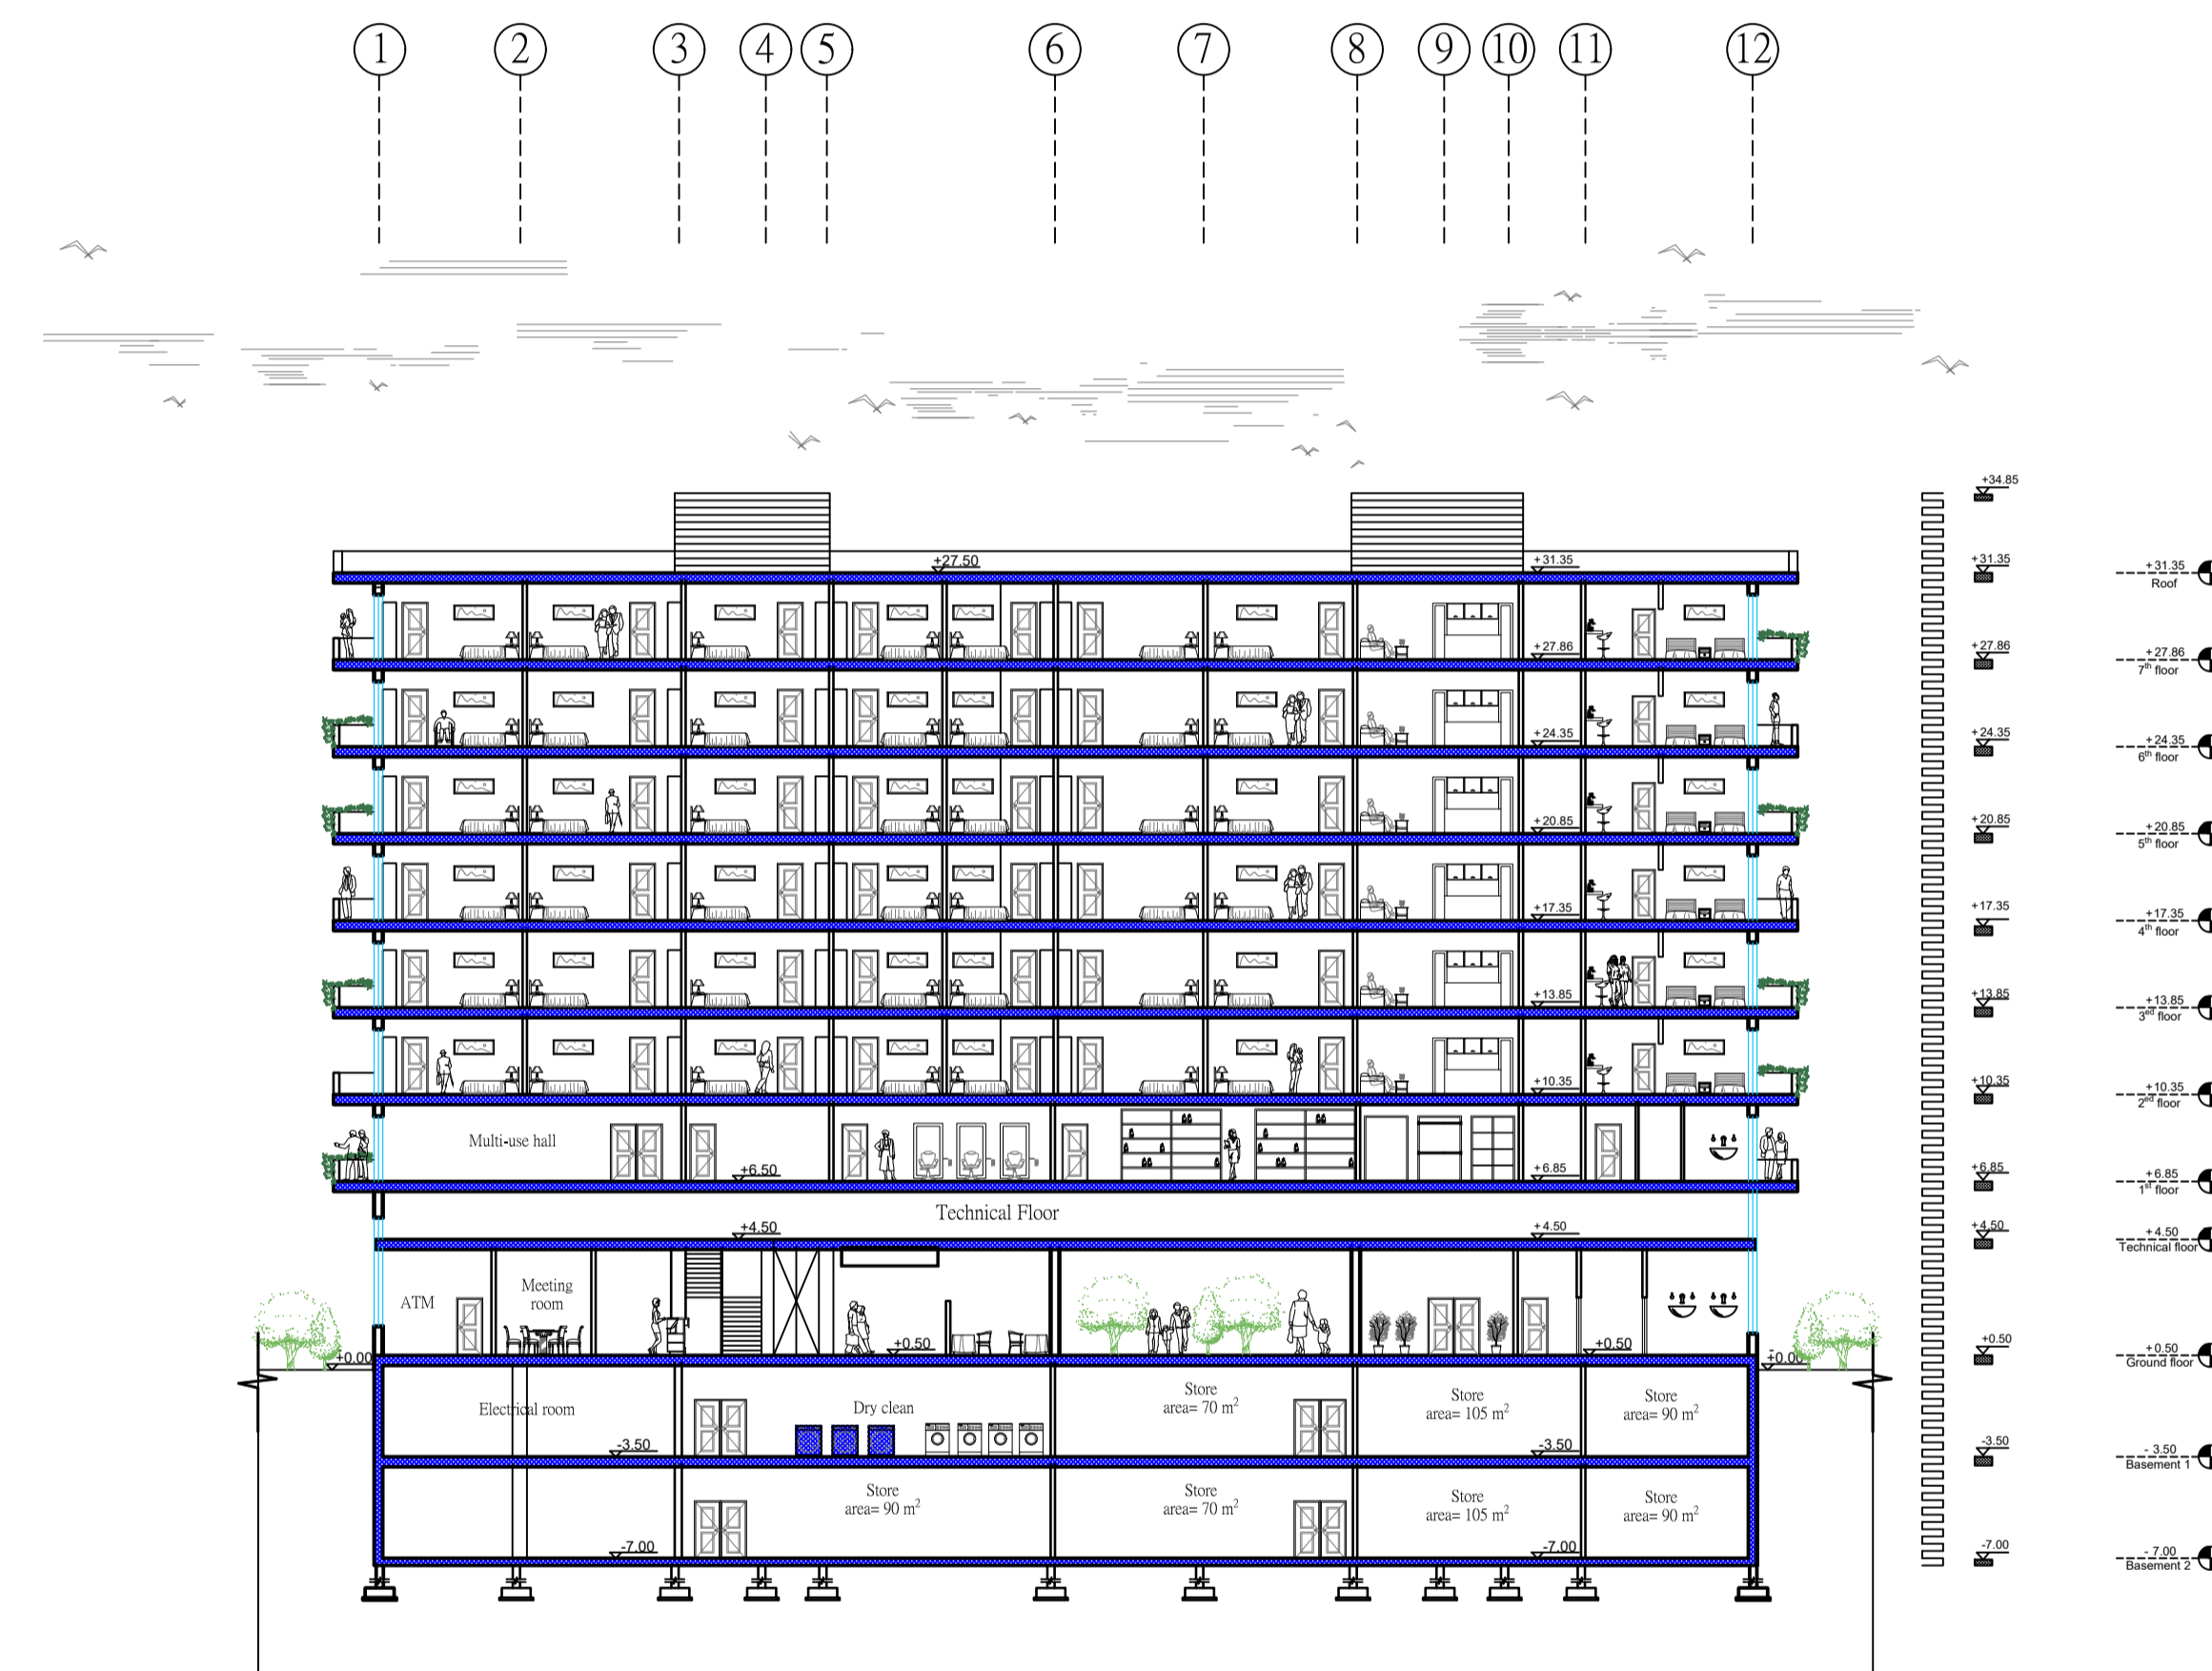 1 2 3 4 5 6 7 8 9 10 11 12
+34.85
+27.50 +31.35 +31.35 +31.35
Roof
+27.86 +27.86 +27.86
7th floor
+24.35 +24.35 +24.35
6th floor
+20.85 +20.85 +20.85
5th floor
+17.35 +17.35 +17.35
4th floor
+13.85 +13.85 +13.85
3ed floor
+10.35 +10.35 +10.35
2ed floor
Multi-use hall
+6.50 +6.85 +6.85 +6.85
1st floor
Technical Floor
+4.50 +4.50 +4.50 +4.50
Technical floor
ATM
Meeting
room
+0.00 +0.50 +0.50 +0.00 +0.50 +0.50
Ground floor
Electrical room
Dry clean
Store
area= 70 m²
Store
area= 105 m²
Store
area= 90 m²
-3.50 -3.50 -3.50 - 3.50
Basement 1
Store
area= 90 m²
Store
area= 70 m²
Store
area= 105 m²
Store
area= 90 m²
-7.00 -7.00 -7.00 - 7.00
Basement 2